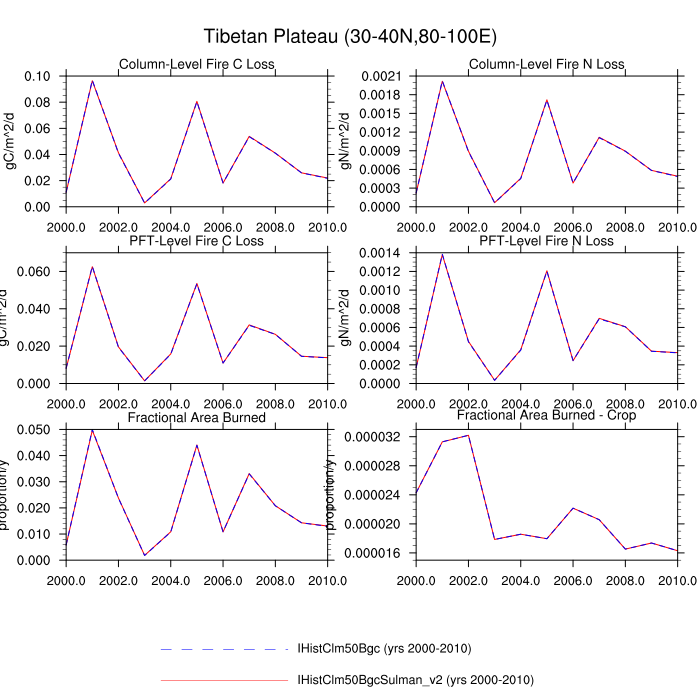 Tibetan Plateau (30-40N,80-100E)
Column-Level Fire C Loss
gC/m^2/d
0.10
0.08
0.06
0.04
0.02
0.00
2000.0 2002.0 2004.0 2006.0 2008.0 2010.0
Column-Level Fire N Loss
gN/m^2/d
0.0021
0.0018
0.0015
0.0012
0.0009
0.0006
0.0003
0.0000
2000.0 2002.0 2004.0 2006.0 2008.0 2010.0
PFT-Level Fire C Loss
gC/m^2/d
0.060
0.040
0.020
0.000
2000.0 2002.0 2004.0 2006.0 2008.0 2010.0
PFT-Level Fire N Loss
gN/m^2/d
0.0014
0.0012
0.0010
0.0008
0.0006
0.0004
0.0002
0.0000
2000.0 2002.0 2004.0 2006.0 2008.0 2010.0
Fractional Area Burned
proportion/y
0.050
0.040
0.030
0.020
0.010
0.000
2000.0 2002.0 2004.0 2006.0 2008.0 2010.0
Fractional Area Burned - Crop
proportion/y
0.000032
0.000028
0.000024
0.000020
0.000016
2000.0 2002.0 2004.0 2006.0 2008.0 2010.0
IHistClm50Bgc (yrs 2000-2010)
IHistClm50BgcSulman_v2 (yrs 2000-2010)